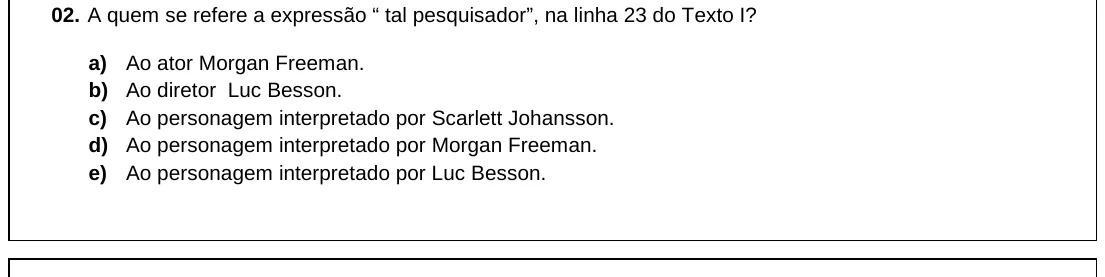 02. A quem se refere a expressão “ tal pesquisador”, na linha 23 do Texto I?
a) Ao ator Morgan Freeman.
b) Ao diretor Luc Besson.
c) Ao personagem interpretado por Scarlett Johansson.
d) Ao personagem interpretado por Morgan Freeman.
e) Ao personagem interpretado por Luc Besson.